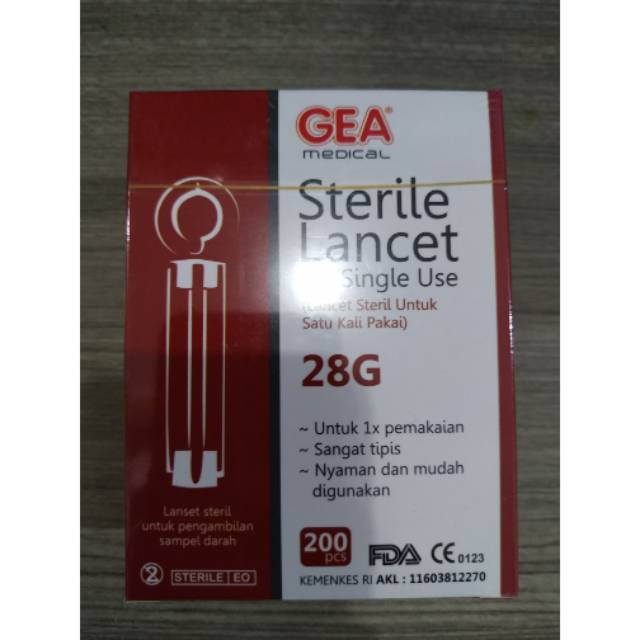 GEA®
medical
Sterile
Lancet
Single Use
(Lancet Steril Untuk
Satu Kali Pakai)
28G
~ Untuk 1x pemakaian
~ Sangat tipis
~ Nyaman dan mudah
digunakan
Lanset steril
untuk pengambilan
sampel darah
2 STERILE EO
200
pcs
FDA CE 0123
KEMENKES RI AKL : 11603812270